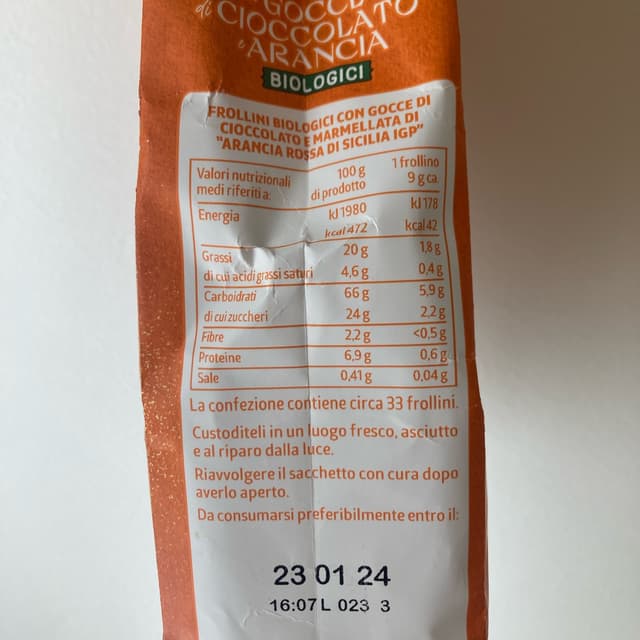 GOCCE
di CIOCCOLATO
e ARANCIA
BIOLOGICI
FROLLINI BIOLOGICI CON GOCCE DI
CIOCCOLATO E MARMELLATA DI
"ARANCIA ROSSA DI SICILIA IGP"
Valori nutrizionali 100 g 1 frollino
medi riferiti a: di prodotto 9 g ca.
Energia kJ 1980 kJ 178
kcal 472 kcal 42
Grassi 20 g 1,8 g
di cui acidi grassi saturi 4,6 g 0,4 g
Carboidrati 66 g 5,9 g
di cui zuccheri 24 g 2,2 g
Fibre 2,2 g <0,5 g
Proteine 6,9 g 0,6 g
Sale 0,41 g 0,04 g
La confezione contiene circa 33 frollini.
Custoditeli in un luogo fresco, asciutto
e al riparo dalla luce.
Riavvolgere il sacchetto con cura dopo
averlo aperto.
Da consumarsi preferibilmente entro il:
23 01 24
16:07 L 023 3